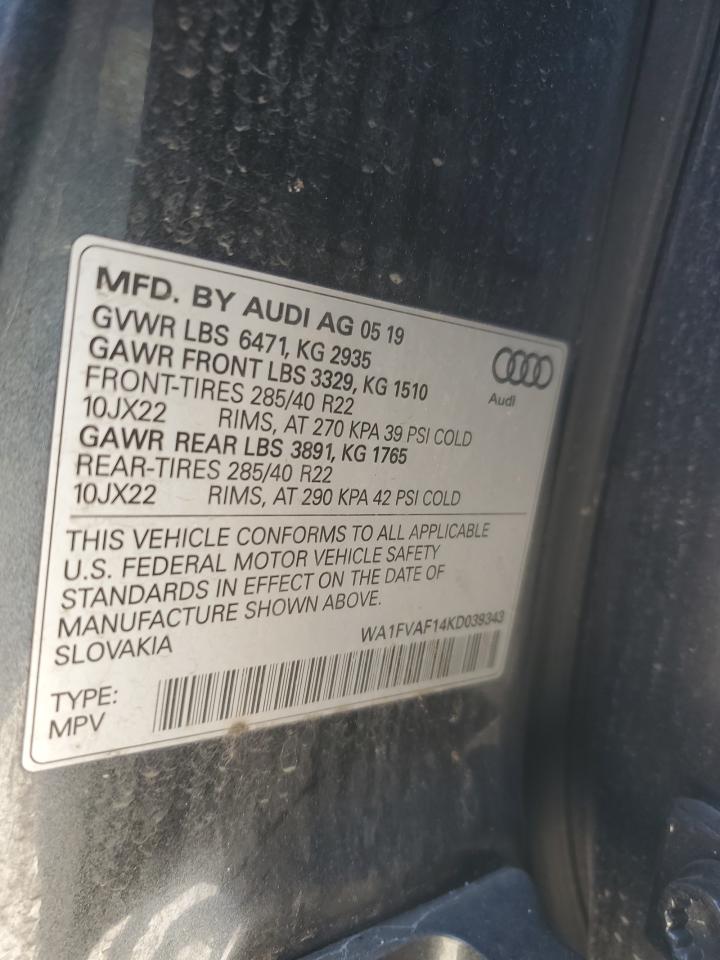 MFD. BY AUDI AG 05 19
GVWR LBS 6471, KG 2935
GAWR FRONT LBS 3329, KG 1510
FRONT-TIRES 285/40 R22
10JX22 RIMS, AT 270 KPA 39 PSI COLD
GAWR REAR LBS 3891, KG 1765
REAR-TIRES 285/40 R22
10JX22 RIMS, AT 290 KPA 42 PSI COLD
Audi
THIS VEHICLE CONFORMS TO ALL APPLICABLE
U.S. FEDERAL MOTOR VEHICLE SAFETY
STANDARDS IN EFFECT ON THE DATE OF
MANUFACTURE SHOWN ABOVE.
SLOVAKIA
WA1FVAF14KD039343
TYPE:
MPV